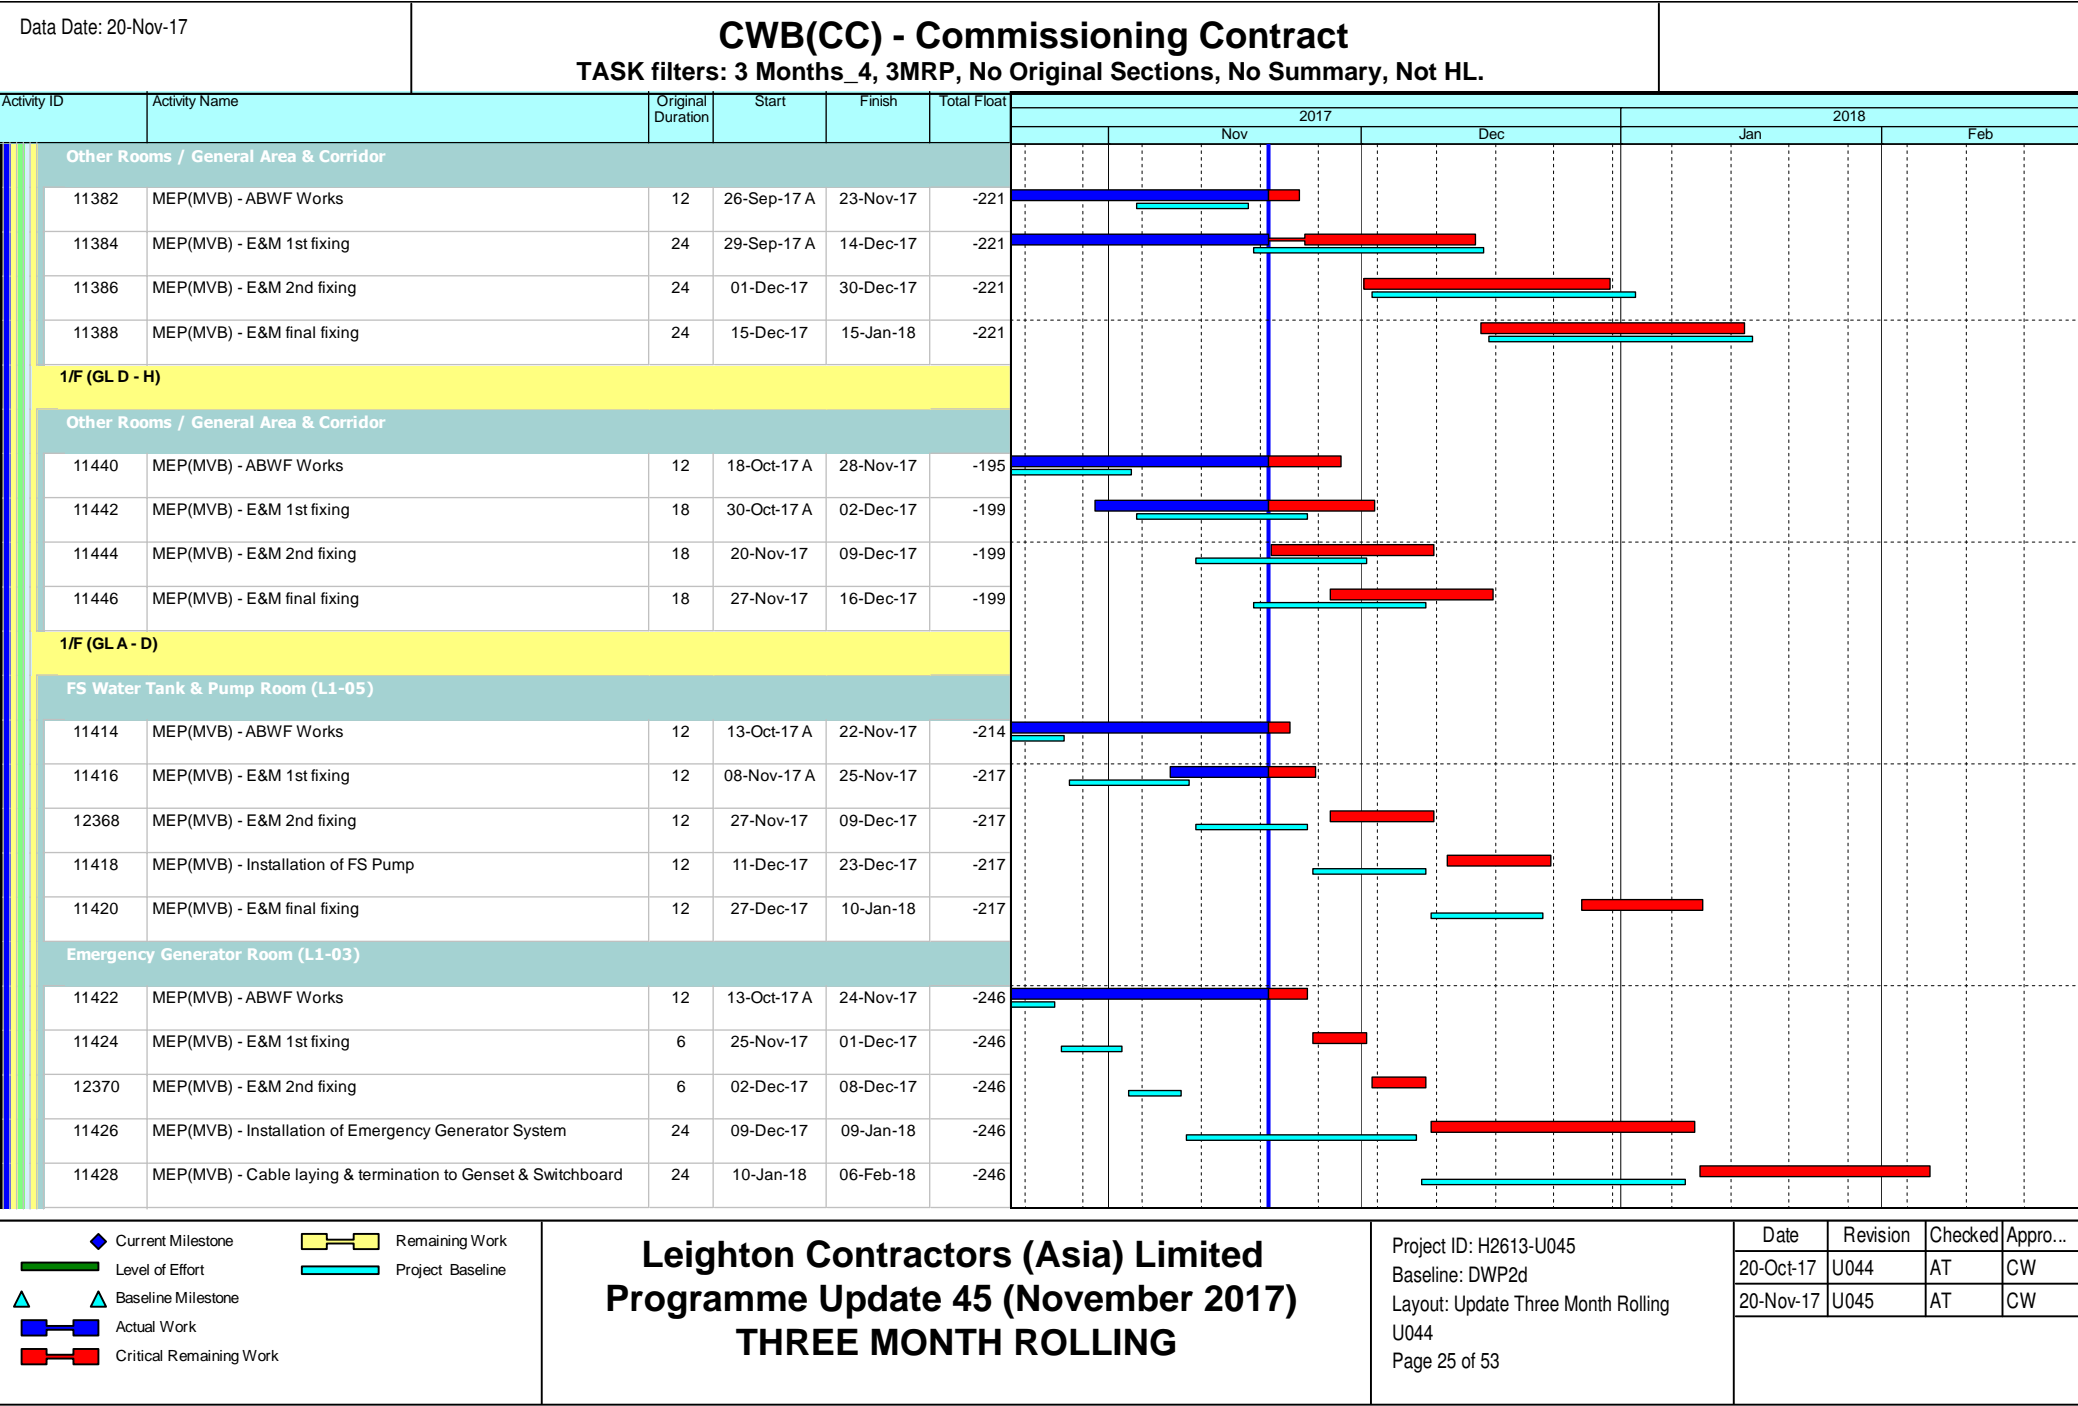 Data Date: 20-Nov-17
CWB(CC) - Commissioning Contract
TASK filters: 3 Months_4, 3MRP, No Original Sections, No Summary, Not HL.
Activity ID Activity Name Original Duration Start Finish Total Float
2017 2018
Nov Dec Jan Feb
Other Rooms / General Area & Corridor
11382 MEP(MVB) - ABWF Works 12 26-Sep-17 A 23-Nov-17 -221
11384 MEP(MVB) - E&M 1st fixing 24 29-Sep-17 A 14-Dec-17 -221
11386 MEP(MVB) - E&M 2nd fixing 24 01-Dec-17 30-Dec-17 -221
11388 MEP(MVB) - E&M final fixing 24 15-Dec-17 15-Jan-18 -221
1/F (GL D - H)
Other Rooms / General Area & Corridor
11440 MEP(MVB) - ABWF Works 12 18-Oct-17 A 28-Nov-17 -195
11442 MEP(MVB) - E&M 1st fixing 18 30-Oct-17 A 02-Dec-17 -199
11444 MEP(MVB) - E&M 2nd fixing 18 20-Nov-17 09-Dec-17 -199
11446 MEP(MVB) - E&M final fixing 18 27-Nov-17 16-Dec-17 -199
1/F (GL A - D)
FS Water Tank & Pump Room (L1-05)
11414 MEP(MVB) - ABWF Works 12 13-Oct-17 A 22-Nov-17 -214
11416 MEP(MVB) - E&M 1st fixing 12 08-Nov-17 A 25-Nov-17 -217
12368 MEP(MVB) - E&M 2nd fixing 12 27-Nov-17 09-Dec-17 -217
11418 MEP(MVB) - Installation of FS Pump 12 11-Dec-17 23-Dec-17 -217
11420 MEP(MVB) - E&M final fixing 12 27-Dec-17 10-Jan-18 -217
Emergency Generator Room (L1-03)
11422 MEP(MVB) - ABWF Works 12 13-Oct-17 A 24-Nov-17 -246
11424 MEP(MVB) - E&M 1st fixing 6 25-Nov-17 01-Dec-17 -246
12370 MEP(MVB) - E&M 2nd fixing 6 02-Dec-17 08-Dec-17 -246
11426 MEP(MVB) - Installation of Emergency Generator System 24 09-Dec-17 09-Jan-18 -246
11428 MEP(MVB) - Cable laying & termination to Genset & Switchboard 24 10-Jan-18 06-Feb-18 -246
Current Milestone Remaining Work
Level of Effort Project Baseline
Baseline Milestone
Actual Work
Critical Remaining Work
Leighton Contractors (Asia) Limited
Programme Update 45 (November 2017)
THREE MONTH ROLLING
Project ID: H2613-U045
Baseline: DWP2d
Layout: Update Three Month Rolling
U044
Page 25 of 53
Date Revision Checked Appro...
20-Oct-17 U044 AT CW
20-Nov-17 U045 AT CW